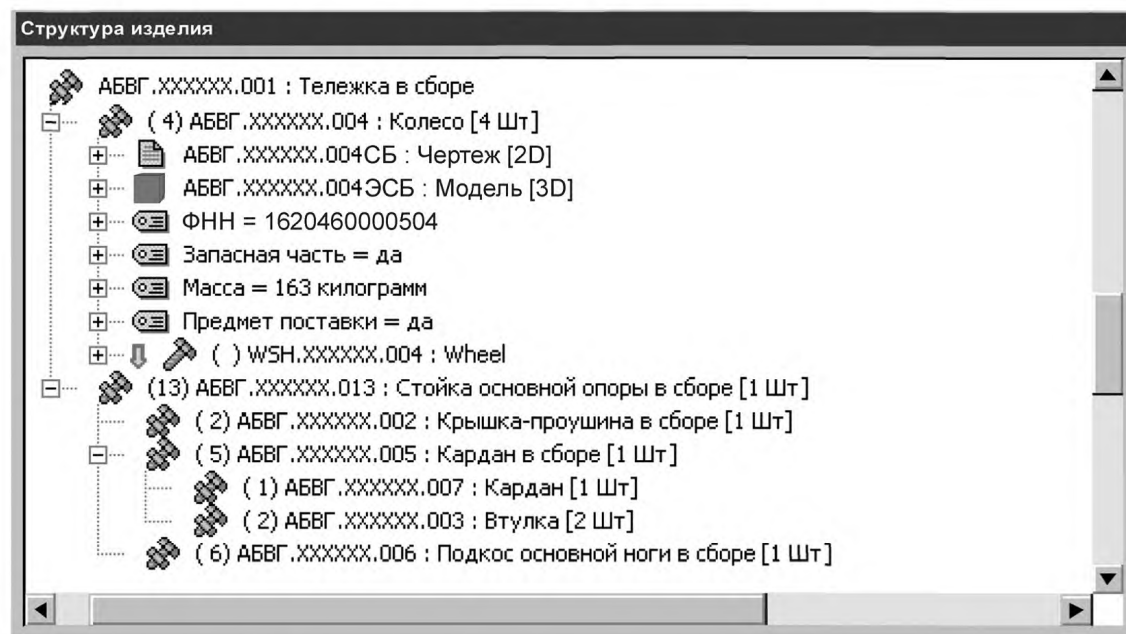 Структура изделия
АБВГ.XXXXXX.001 : Тележка в сборе
( 4) АБВГ.XXXXXX.004 : Колесо [4 Шт]
АБВГ.XXXXXX.004СБ : Чертеж [2D]
АБВГ.XXXXXX.004ЭСБ : Модель [3D]
ФНН = 1620460000504
Запасная часть = да
Масса = 163 килограмм
Предмет поставки = да
( ) WSH.XXXXXX.004 : Wheel
(13) АБВГ.XXXXXX.013 : Стойка основной опоры в сборе [1 Шт]
( 2) АБВГ.XXXXXX.002 : Крышка-проушина в сборе [1 Шт]
( 5) АБВГ.XXXXXX.005 : Кардан в сборе [1 Шт]
( 1) АБВГ.XXXXXX.007 : Кардан [1 Шт]
( 2) АБВГ.XXXXXX.003 : Втулка [2 Шт]
( 6) АБВГ.XXXXXX.006 : Подкос основной ноги в сборе [1 Шт]